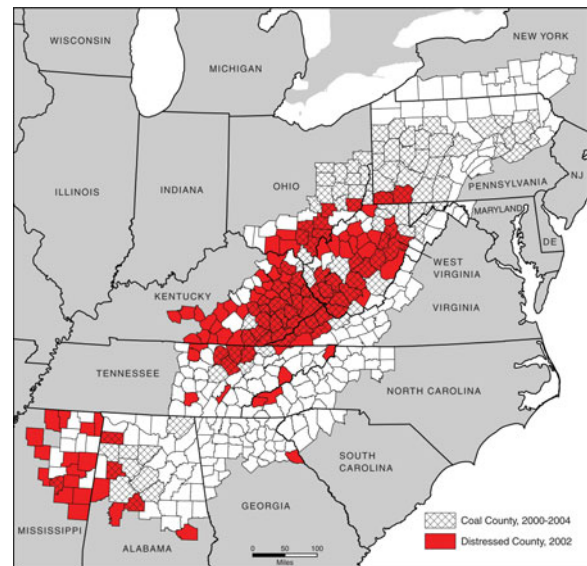 NEW YORK
WISCONSIN
MICHIGAN
PENNSYLVANIA
NJ
OHIO
ILLINOIS
INDIANA
MARYLAND
DE
WEST
VIRGINIA
KENTUCKY
VIRGINIA
TENNESSEE
NORTH CAROLINA
SOUTH
CAROLINA
GEORGIA
MISSISSIPPI
ALABAMA
Coal County, 2000-2004
Distressed County, 2002
0 50 100
Miles